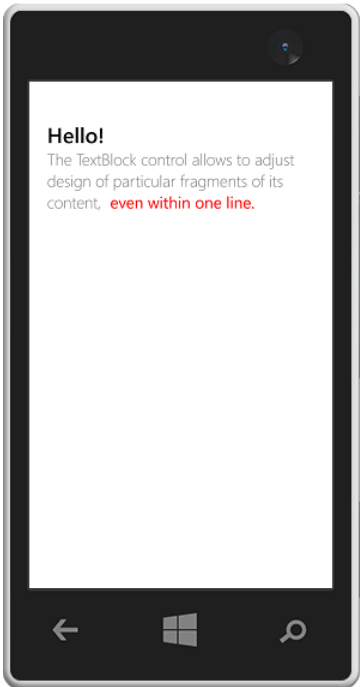 Hello!
The TextBlock control allows to adjust
design of particular fragments of its
content,  even within one line.